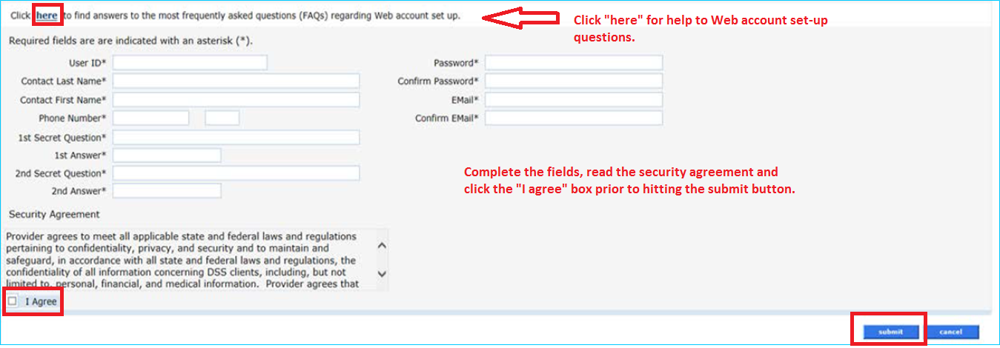 Click here to find answers to the most frequently asked questions (FAQs) regarding Web account set up.
Click "here" for help to Web account set-up
questions.
Required fields are are indicated with an asterisk (*).
User ID*
Password*
Contact Last Name*
Confirm Password*
Contact First Name*
EMail*
Phone Number*
Confirm EMail*
1st Secret Question*
1st Answer*
2nd Secret Question*
2nd Answer*
Complete the fields, read the security agreement and
click the "I agree" box prior to hitting the submit button.
Security Agreement
Provider agrees to meet all applicable state and federal laws and regulations
pertaining to confidentiality, privacy, and security and to maintain and
safeguard, in accordance with all state and federal laws and regulations, the
confidentiality of all information concerning DSS clients, including, but not
limited to, personal, financial, and medical information. Provider agrees that
I Agree
submit
cancel